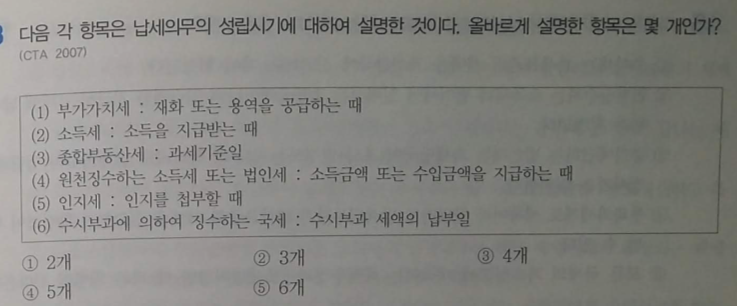 다음 각 항목은 납세의무의 성립시기에 대하여 설명한 것이다. 올바르게 설명한 항목은 몇 개인가?
(CTA 2007)
(1) 부가가치세 : 재화 또는 용역을 공급하는 때
(2) 소득세 : 소득을 지급받는 때
(3) 종합부동산세 : 과세기준일
(4) 원천징수하는 소득세 또는 법인세 : 소득금액 또는 수입금액을 지급하는 때
(5) 인지세 : 인지를 첩부할 때
(6) 수시부과에 의하여 징수하는 국세 : 수시부과 세액의 납부일
① 2개 ② 3개 ③ 4개
④ 5개 ⑤ 6개